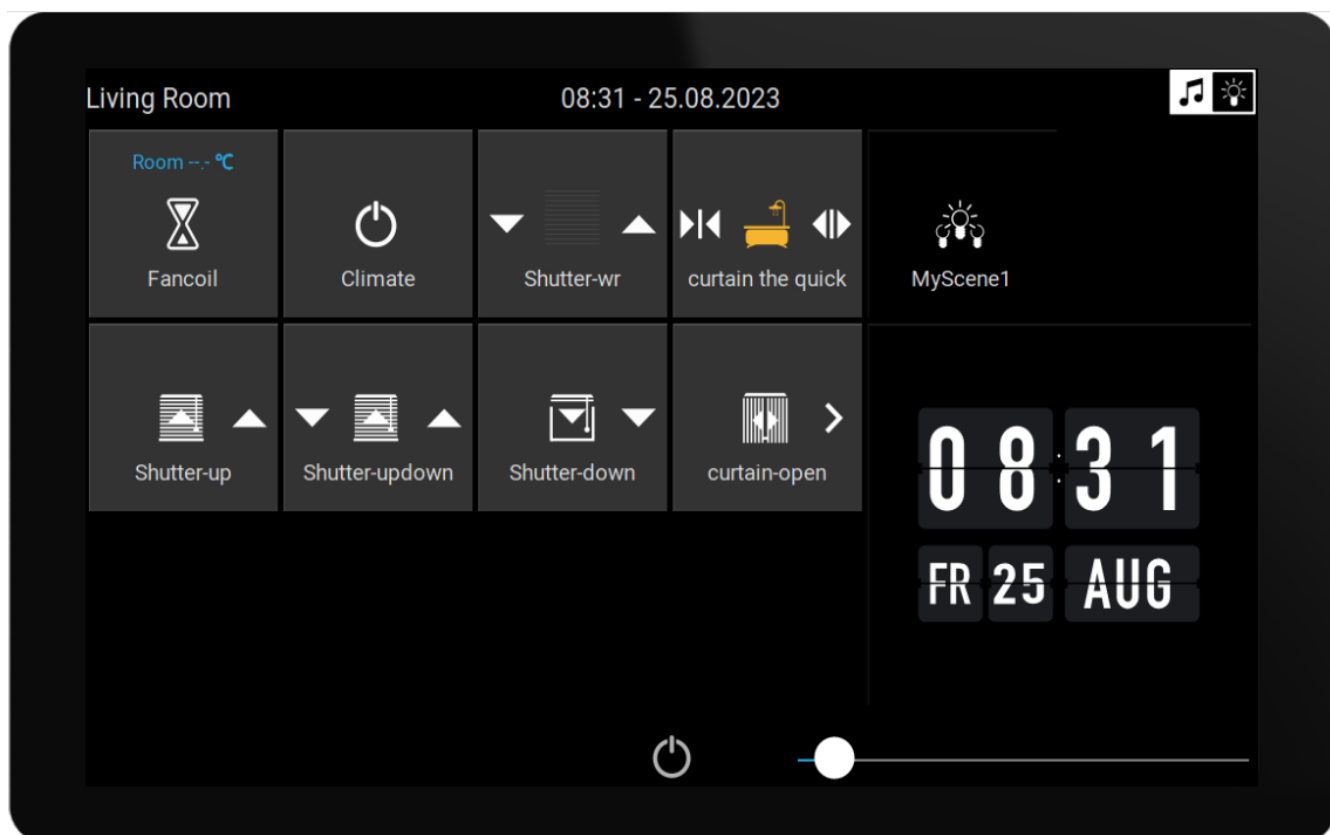 Living Room
08:31 - 25.08.2023
Room --.- °C
Fancoil
Climate
Shutter-wr
curtain the quick
MyScene1
Shutter-up
Shutter-updown
Shutter-down
curtain-open
08:31
FR 25 AUG